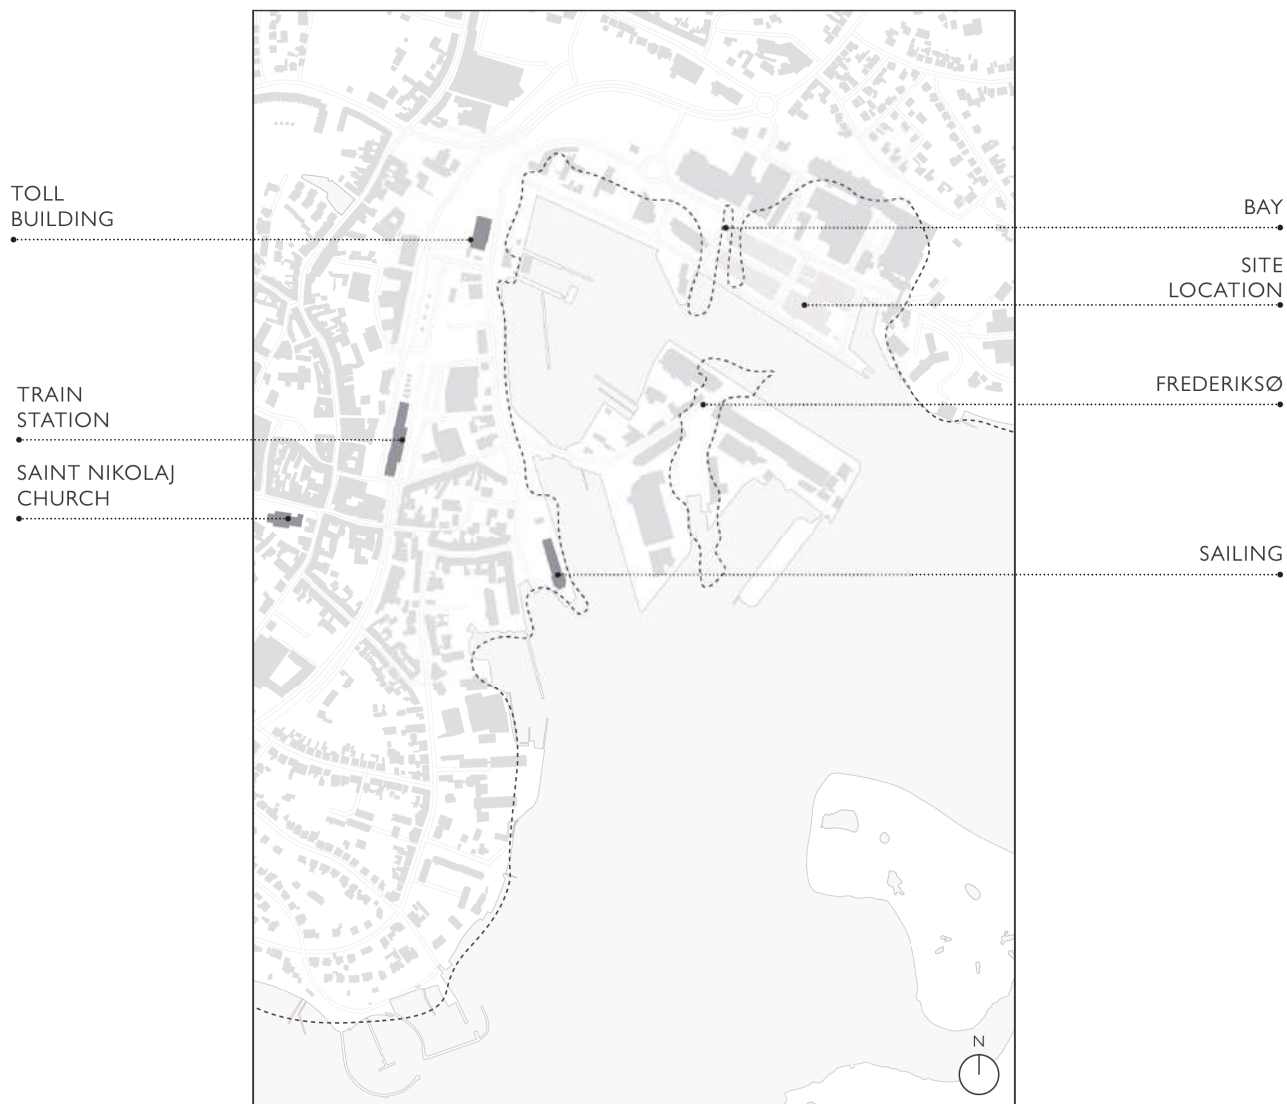 TOLL
BUILDING
TRAIN
STATION
SAINT NIKOLAJ
CHURCH
BAY
SITE
LOCATION
FREDERIKSØ
SAILING
N